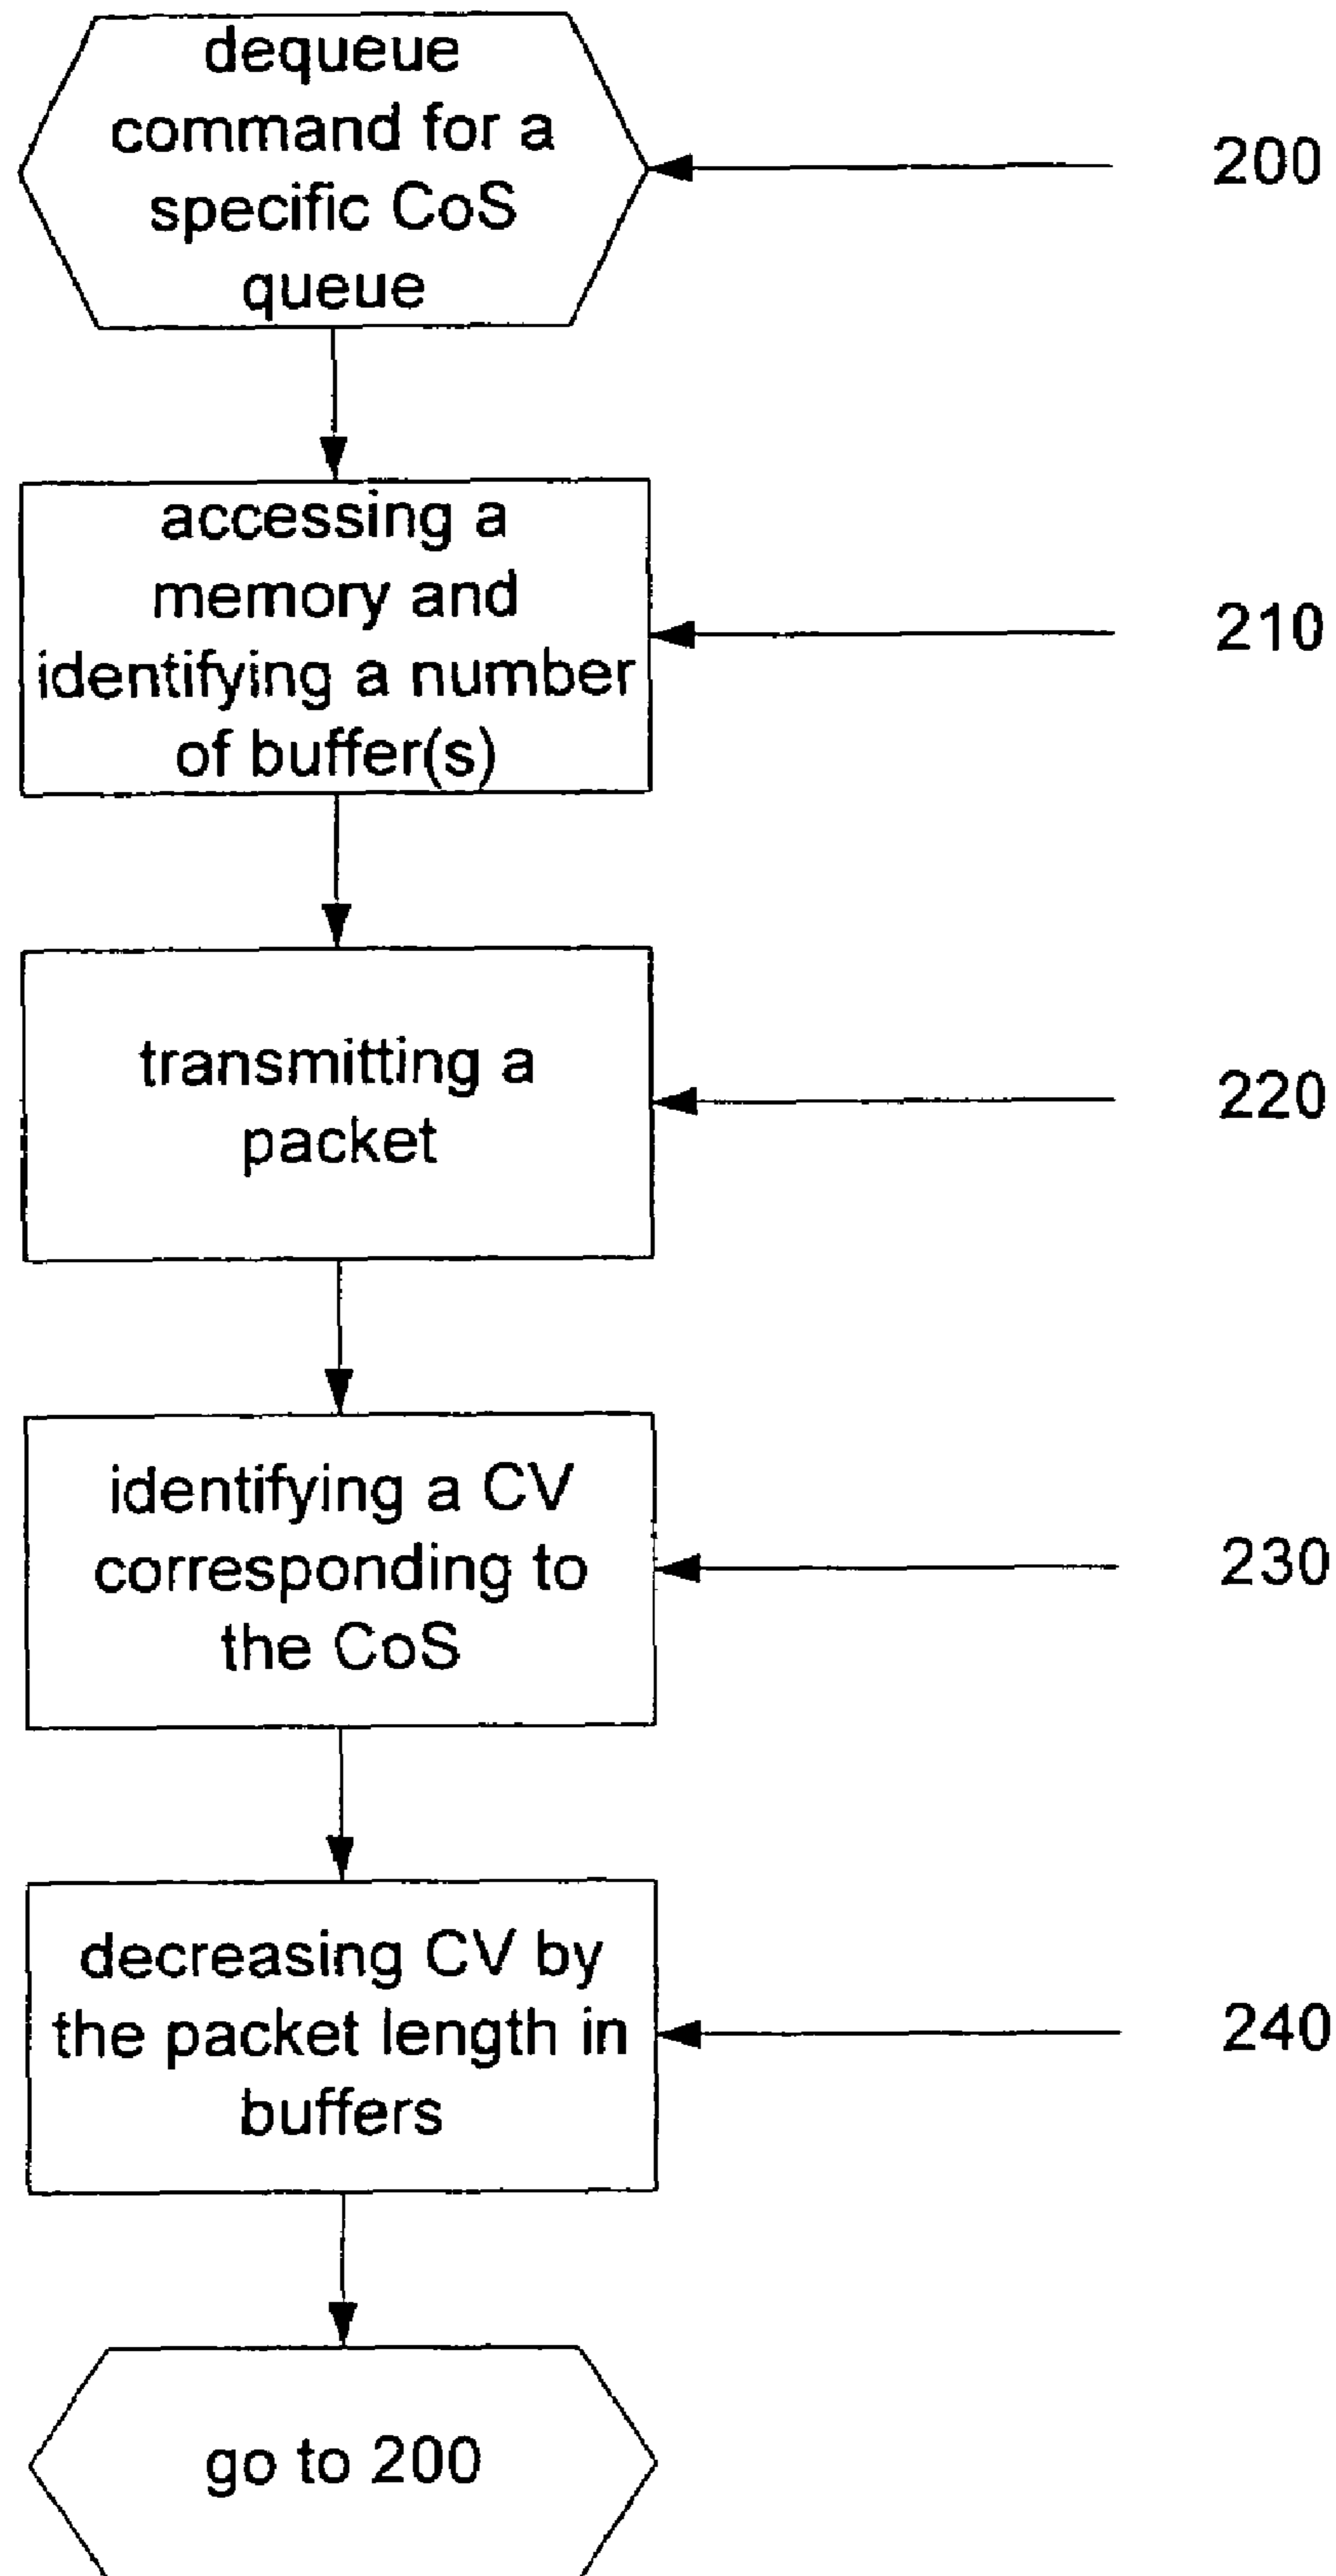 dequeue
command for a
specific CoS
queue
200
accessing a
memory and
identifying a number
of buffer(s)
210
transmitting a
packet
220
identifying a CV
corresponding to
the CoS
230
decreasing CV by
the packet length in
buffers
240
go to 200